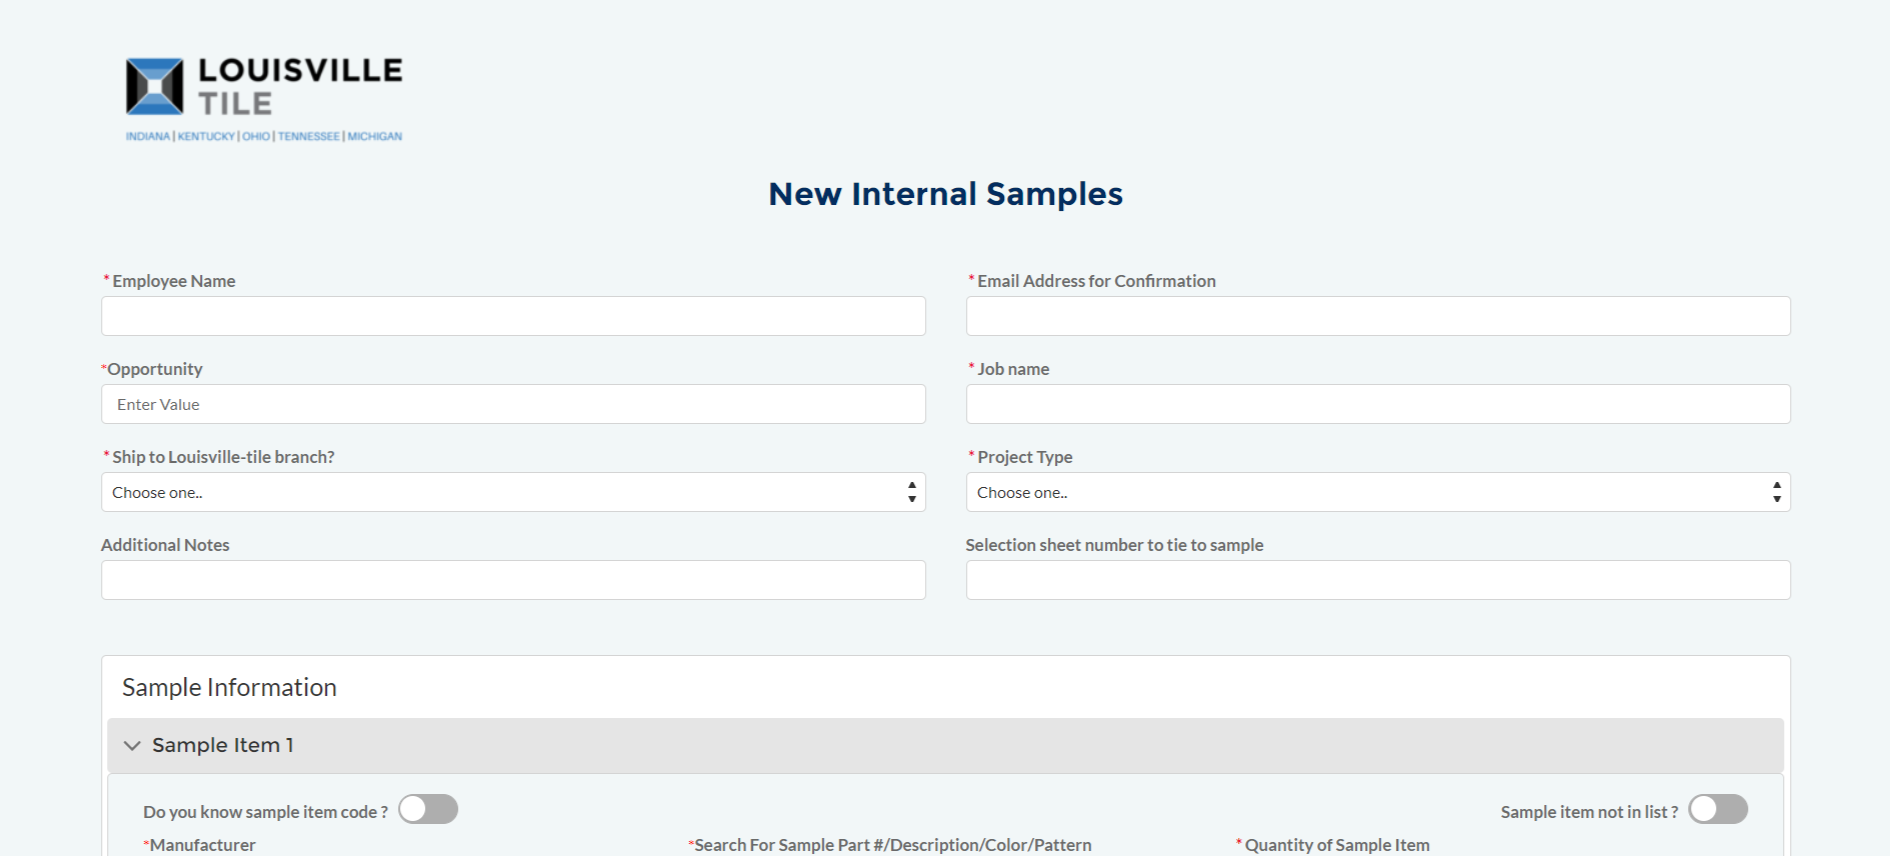 LOUISVILLE
TILE
INDIANA | KENTUCKY | OHIO | TENNESSEE | MICHIGAN
New Internal Samples
* Employee Name
* Email Address for Confirmation
*Opportunity
Enter Value
* Job name
* Ship to Louisville-tile branch?
Choose one..
* Project Type
Choose one..
Additional Notes
Selection sheet number to tie to sample
Sample Information
Sample Item 1
Do you know sample item code ?
Sample item not in list ?
*Manufacturer
*Search For Sample Part #/Description/Color/Pattern
* Quantity of Sample Item